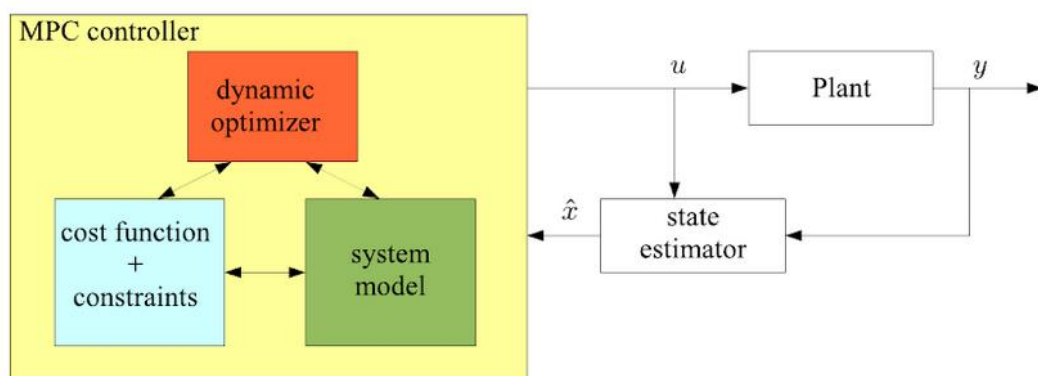 MPC controller
dynamic
optimizer
cost function
+
constraints
system
model
u
Plant
y
x̂
state
estimator